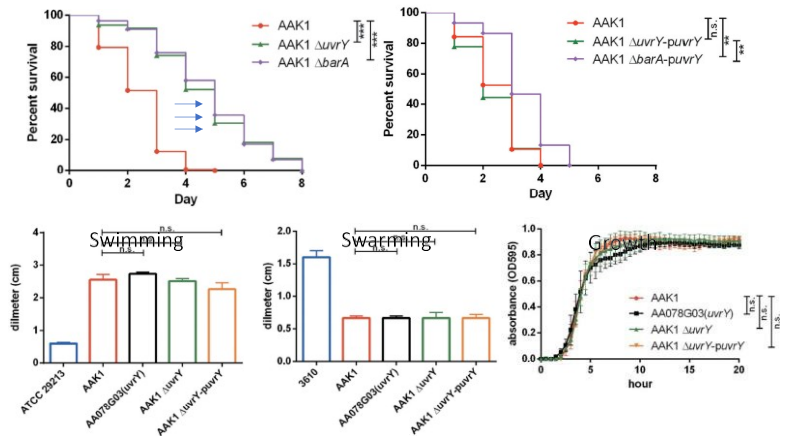 100
80
60
40
20
0
Percent survival
0 2 4 6 8
Day
AAK1
AAK1 ΔuvrY
AAK1 ΔbarA
***
***
100
80
60
40
20
0
Percent survival
0 2 4 6 8
Day
AAK1
AAK1 ΔuvrY-puvrY
AAK1 ΔbarA-puvrY
n.s.
**
**
Swimming
n.s.
n.s.
4
3
2
1
0
dilmeter (cm)
ATCC 29213
AAK1
AA078G03(uvrY)
AAK1 ΔuvrY
AAK1 ΔuvrY-puvrY
Swarming
n.s.
n.s.
n.s.
2.0
1.5
1.0
0.5
0.0
dilmeter (cm)
3610
AAK1
AA078G03(uvrY)
AAK1 ΔuvrY
AAK1 ΔuvrY-puvrY
Growth
1.0
0.8
0.6
0.4
0.2
0.0
absorbance (OD595)
0 5 10 15 20
hour
AAK1
AA078G03(uvrY)
AAK1 ΔuvrY
AAK1 ΔuvrY-puvrY
n.s.
n.s.
n.s.